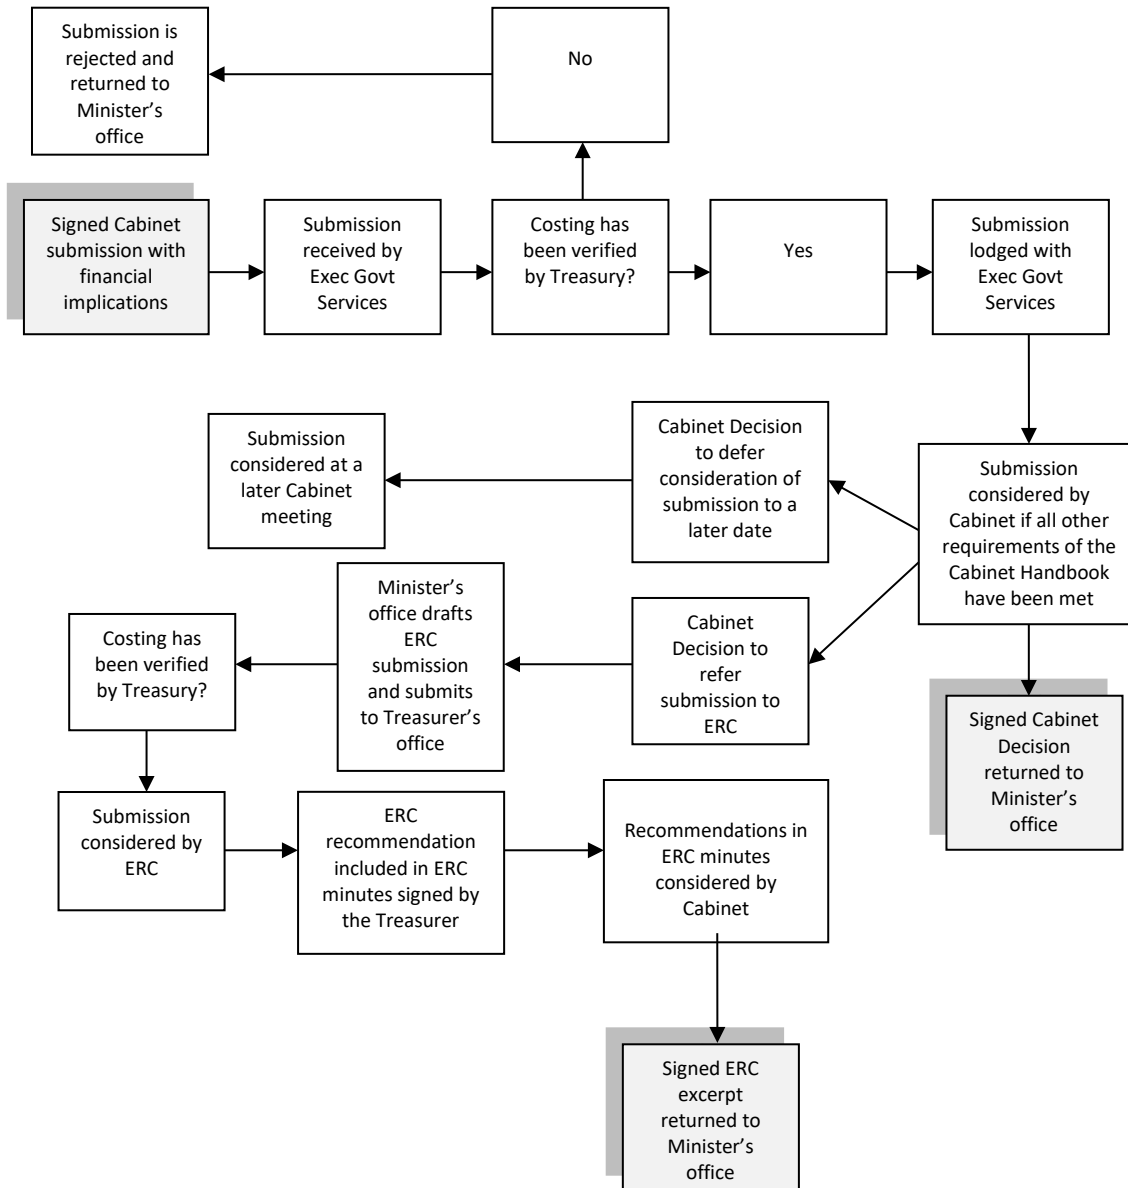 Submission is
rejected and
returned to
Minister’s
office
No
Signed Cabinet
submission with
financial
implications
Submission
received by
Exec Govt
Services
Costing has
been verified
by Treasury?
Yes
Submission
lodged with
Exec Govt
Services
Submission
considered at a
later Cabinet
meeting
Cabinet Decision
to defer
consideration of
submission to a
later date
Submission
considered by
Cabinet if all other
requirements of the
Cabinet Handbook
have been met
Costing has
been verified
by Treasury?
Minister’s
office drafts
ERC
submission
and submits
to Treasurer’s
office
Cabinet
Decision to
refer
submission to
ERC
Signed Cabinet
Decision
returned to
Minister’s
office
Submission
considered by
ERC
ERC
recommendation
included in ERC
minutes signed by
the Treasurer
Recommendations in
ERC minutes
considered by
Cabinet
Signed ERC
excerpt
returned to
Minister’s
office